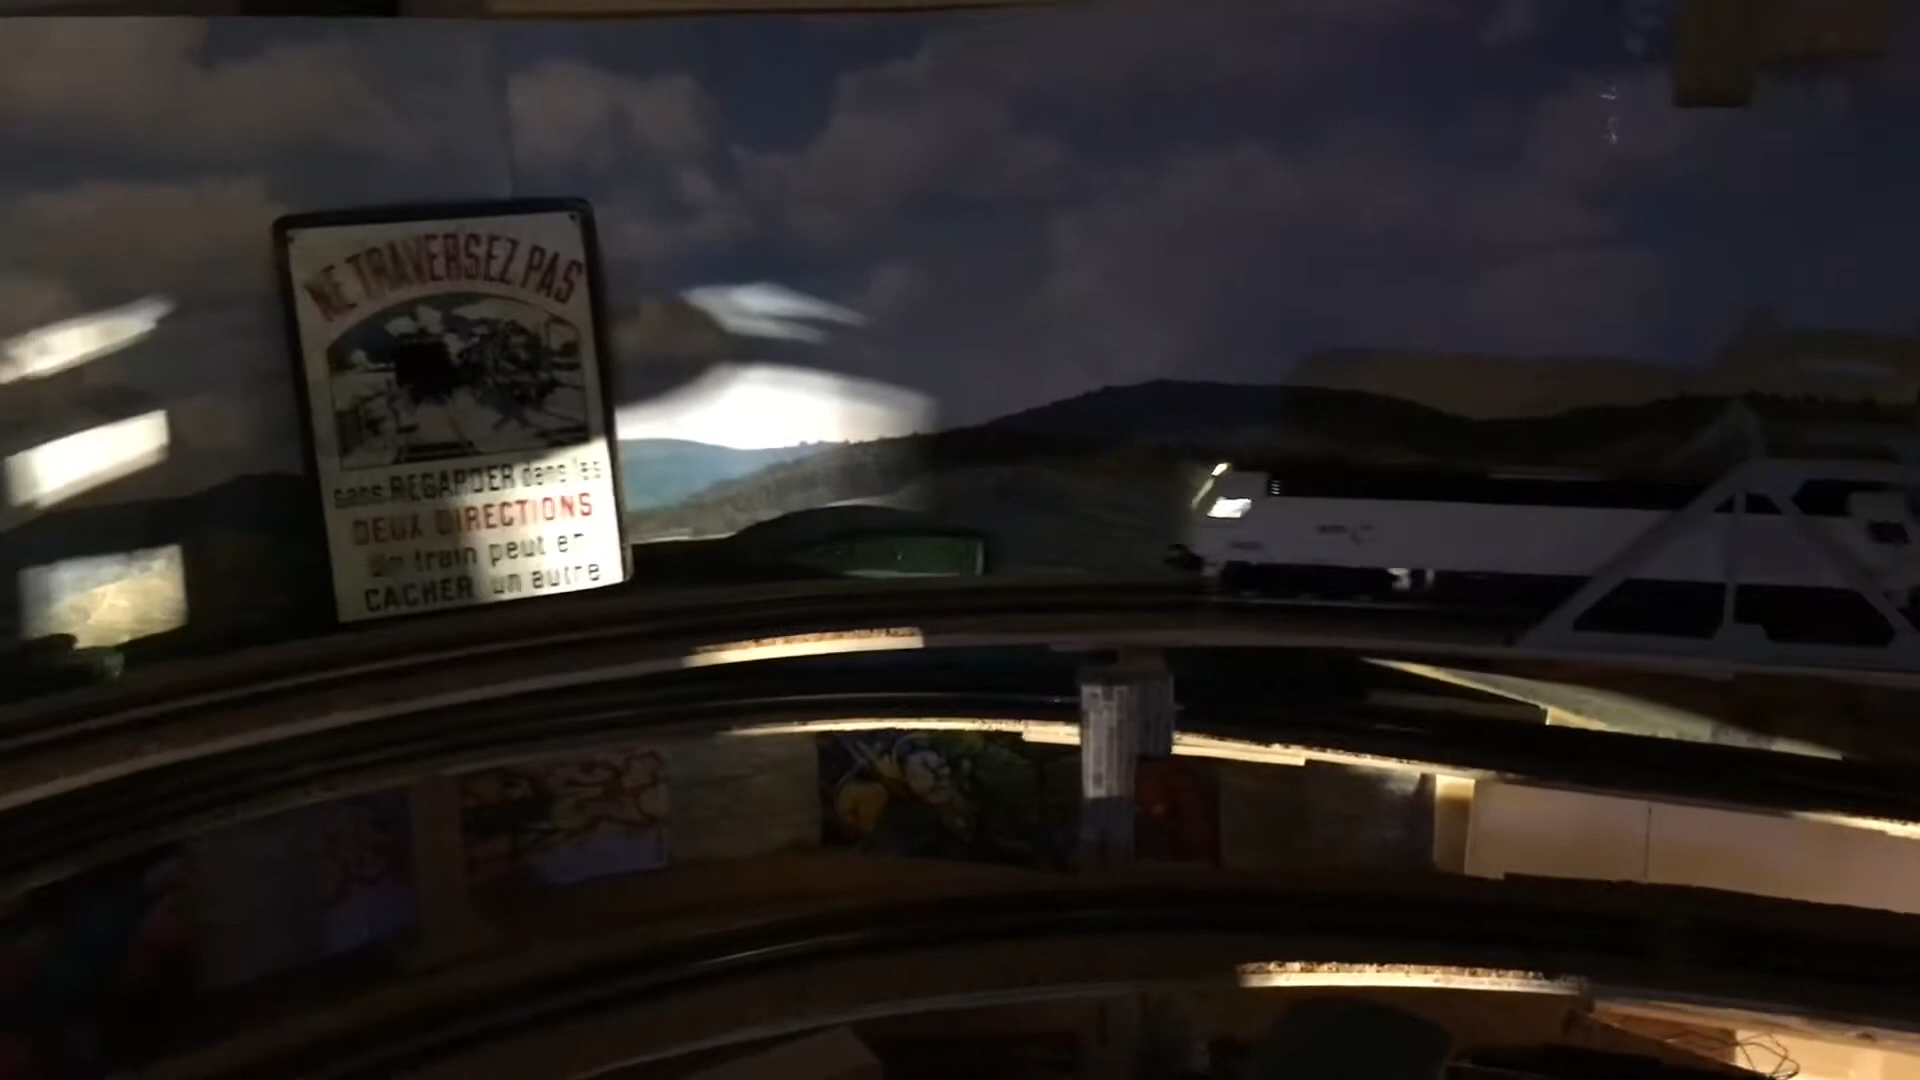 NE TRAVERSEZ PAS
sans REGARDER dans les
DEUX DIRECTIONS
Un train peut en
CACHER un autre